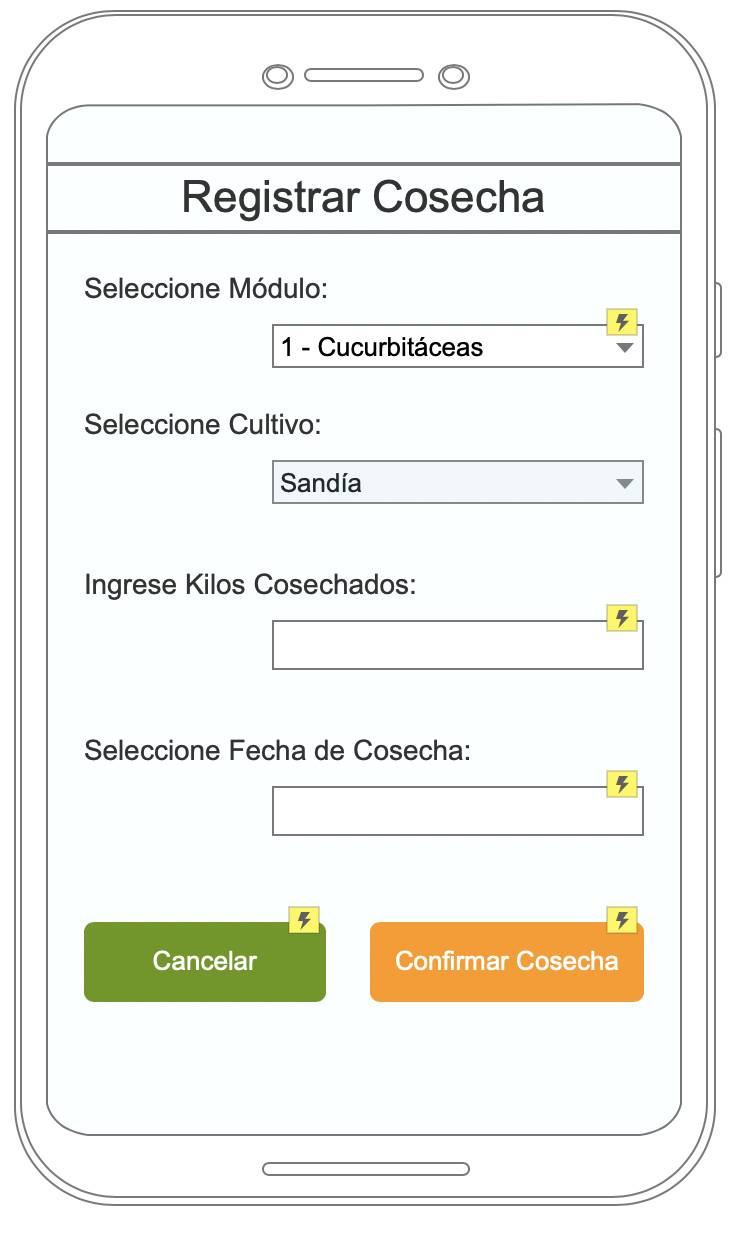 Registrar Cosecha
Seleccione Módulo:
1 - Cucurbitáceas
Seleccione Cultivo:
Sandía
Ingrese Kilos Cosechados:
Seleccione Fecha de Cosecha:
Cancelar
Confirmar Cosecha